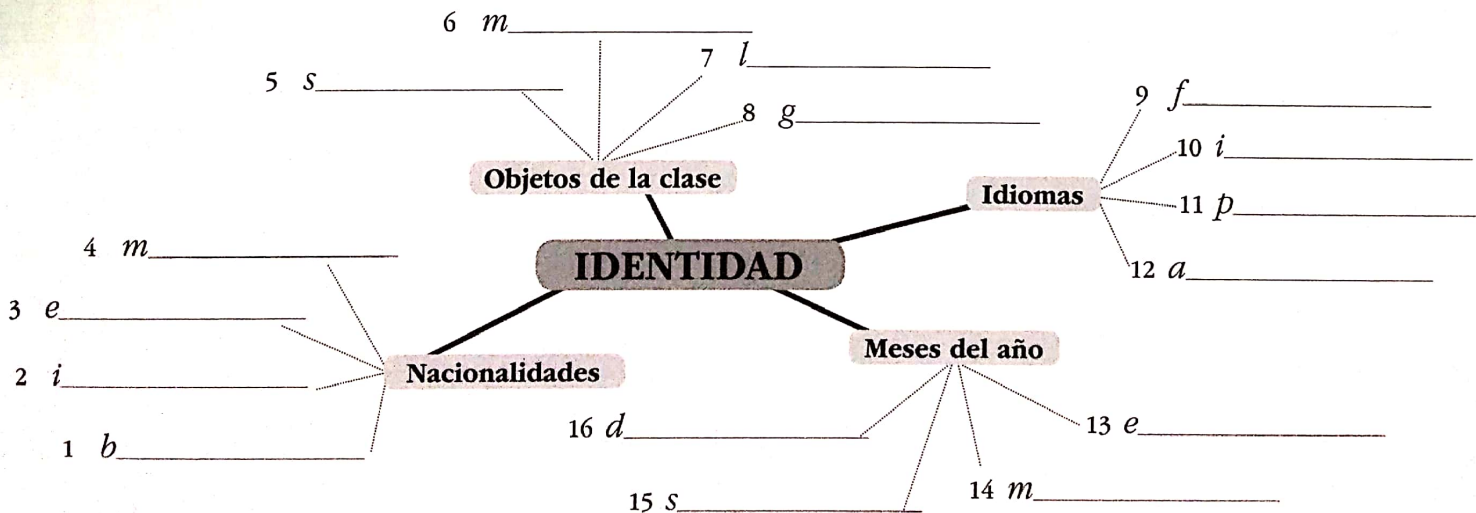 6 m
7 l
5 s
8 g
9 f
10 i
11 p
12 a
Objetos de la clase
Idiomas
IDENTIDAD
4 m
3 e
2 i
1 b
Nacionalidades
Meses del año
16 d
13 e
15 s
14 m